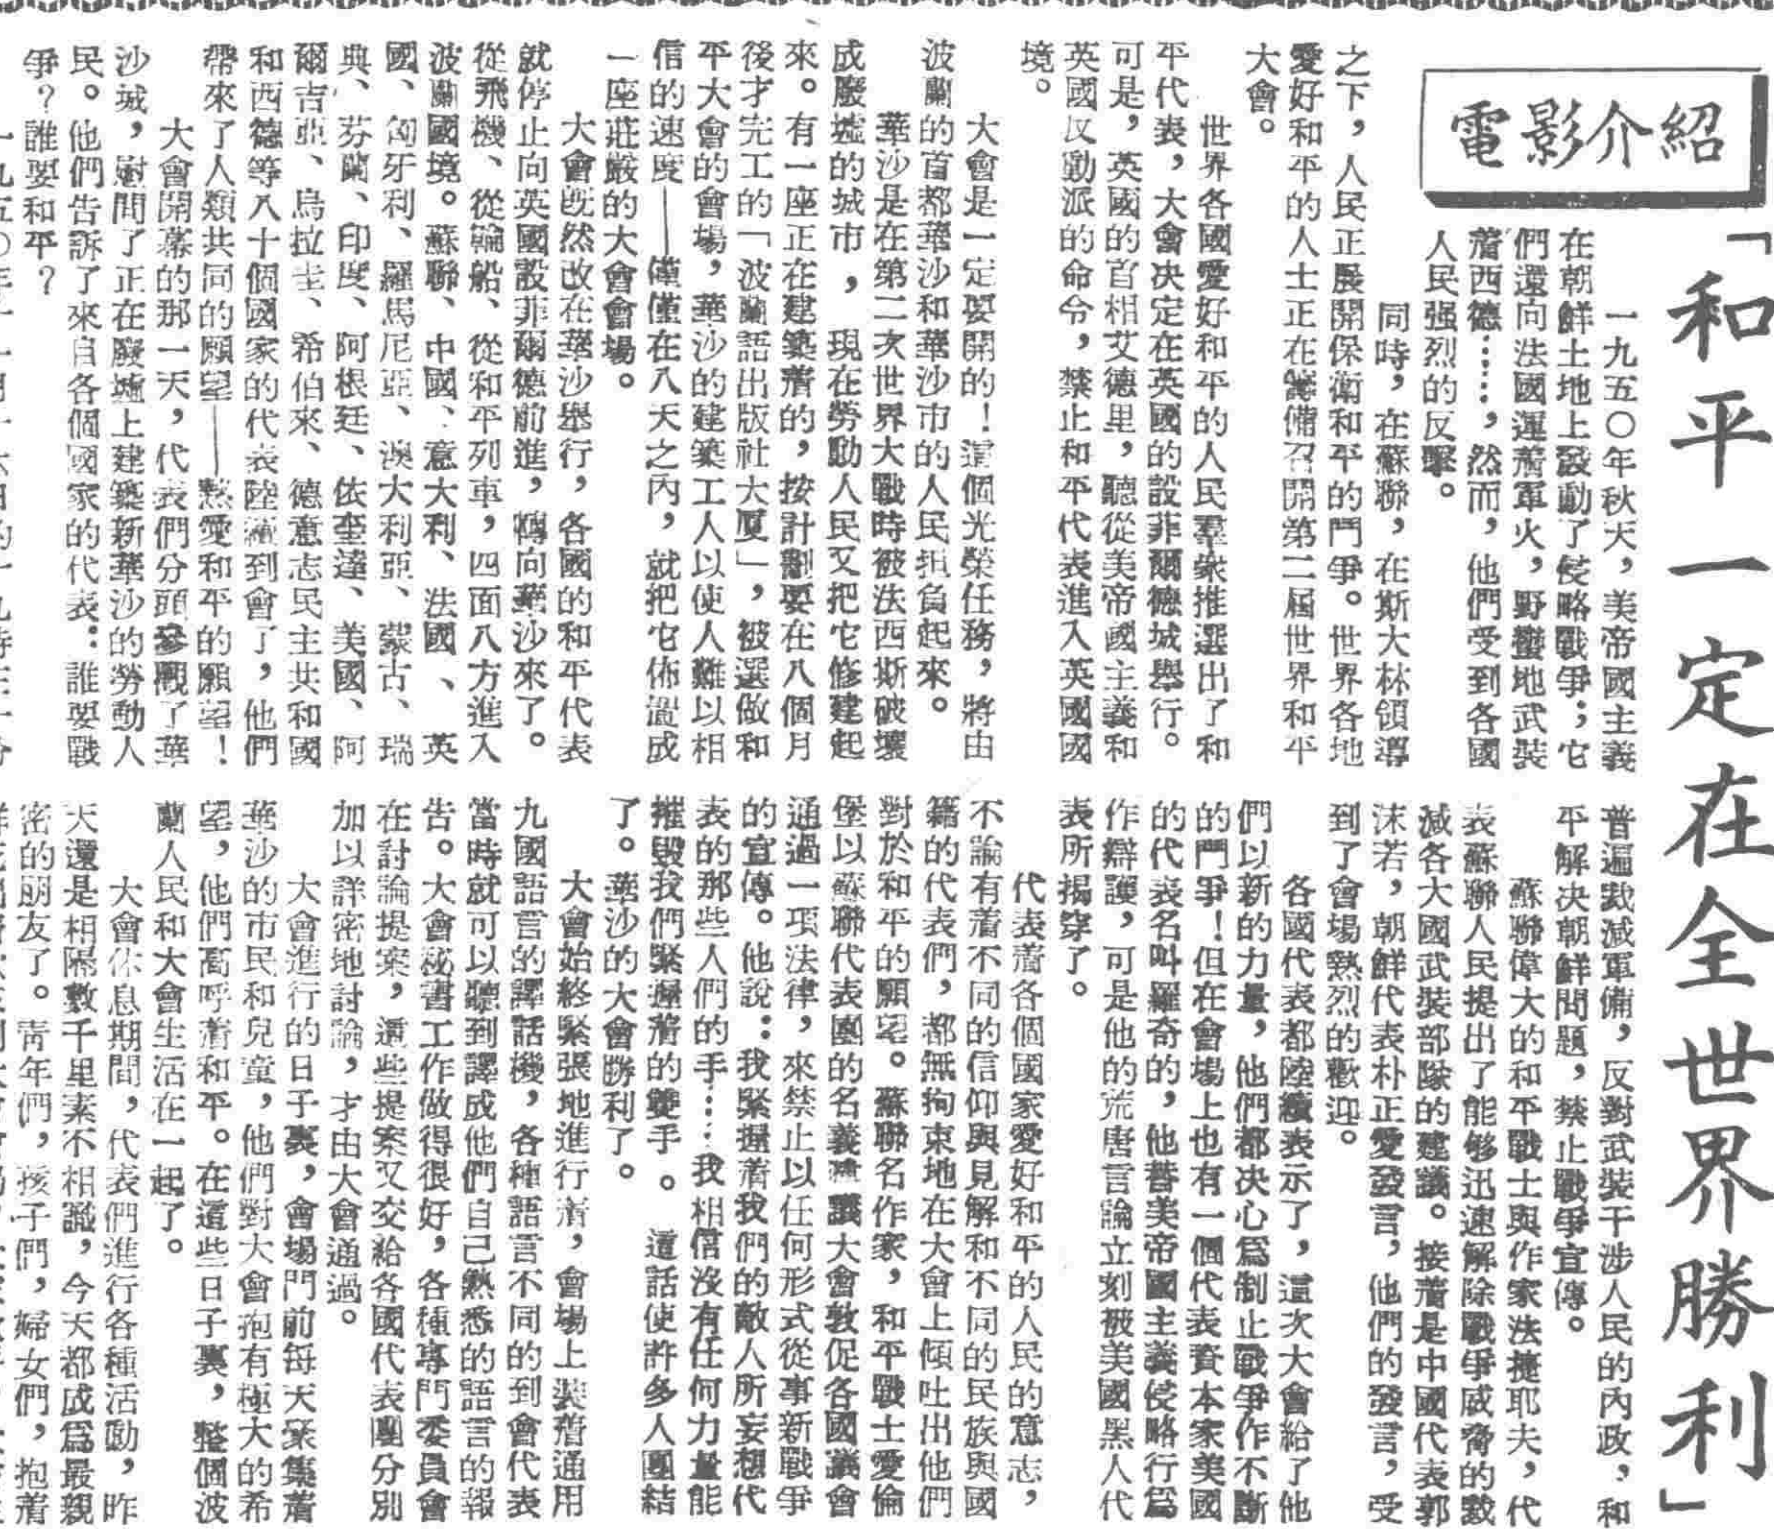 電影介紹
「和平一定在全世界勝利」
一九五〇年秋天，美帝國主義
在朝鮮土地上發動了侵略戰爭；它
們還向法國運着軍火，野蠻地武裝
着西德……，然而，他們受到各國
人民强烈的反擊。
同時，在蘇聯，在斯大林領導
之下，人民正展開保衛和平的鬥爭。世界各地
愛好和平的人士正在籌備召開第二屆世界和平
大會。
世界各國愛好和平的人民羣衆推選出了和
平代表，大會决定在英國的設菲爾德城舉行。
可是，英國的首相艾德里，聽從美帝國主義和
英國反動派的命令，禁止和平代表進入英國國
境。
大會是一定要開的！這個光榮任務，將由
波蘭的首都華沙和華沙市的人民担負起來。
華沙是在第二次世界大戰時被法西斯破壞
成廢墟的城市，現在勞動人民又把它修建起
來。有一座正在建築着的，按計劃要在八個月
後才完工的「波蘭語出版社大厦」，被選做和
平大會的會場，華沙的建築工人以使人難以相
信的速度——僅僅在八天之內，就把它佈置成
一座莊嚴的大會會場。
大會旣然改在華沙舉行，各國的和平代表
就停止向英國設菲爾德前進，轉向華沙來了。
從飛機、從輪船、從和平列車，四面八方進入
波蘭國境。蘇聯、中國、意大利、法國、英
國、匈牙利、羅馬尼亞、澳大利亞、蒙古、瑞
典、芬蘭、印度、阿根廷、依奎達、美國、阿
爾吉亞、烏拉圭、希伯來、德意志民主共和國
和西德等八十個國家的代表陸續到會了，他們
帶來了人類共同的願望——熱愛和平的願望！
大會開幕的那一天，代表們分頭參觀了華
沙城，慰問了正在廢墟上建築新華沙的勞動人
民。他們告訴了來自各個國家的代表：誰要戰
爭？誰要和平？
一九五〇年十一月十六日的十九時三十分
普遍裁減軍備，反對武裝干涉人民的內政，和
平解决朝鮮問題，禁止戰爭宣傳。
蘇聯偉大的和平戰士與作家法捷耶夫，代
表蘇聯人民提出了能够迅速解除戰爭威脅的裁
減各大國武裝部隊的建議。接着是中國代表郭
沫若，朝鮮代表朴正愛發言，他們的發言，受
到了會場熱烈的歡迎。
各國代表都陸續表示了，這次大會給了他
們以新的力量，他們都决心爲制止戰爭作不斷
的鬥爭！但在會場上也有一個代表資本家美國
的代表名叫羅奇的，他替美帝國主義侵略行爲
作辯護，可是他的荒唐言論立刻被美國黑人代
表所揭穿了。
代表着各個國家愛好和平的人民的意志，
不論有着不同的信仰與見解和不同的民族與國
籍的代表們，都無拘束地在大會上傾吐出他們
對於和平的願望。蘇聯名作家，和平戰士愛倫
堡以蘇聯代表團的名義建議大會敦促各國議會
通過一項法律，來禁止以任何形式從事新戰爭
的宣傳。他說：我緊握着我們的敵人所妄想代
表的那些人們的手……我相信沒有任何力量能
摧毀我們緊握着的雙手。這話使許多人團結
了。華沙的大會勝利了。
大會始終緊張地進行着，會場上裝着通用
九國語言的譯話機，各種語言不同的到會代表
當時就可以聽到譯成他們自己熟悉的語言的報
告。大會秘書工作做得很好，各種專門委員會
在討論提案，這些提案又交給各國代表團分別
加以詳密地討論，才由大會通過。
大會進行的日子裏，會場門前每天聚集着
華沙的市民和兒童，他們對大會抱有極大的希
望，他們高呼着和平。在這些日子裏，整個波
蘭人民和大會生活在一起了。
大會休息期間，代表們進行各種活動，昨
天還是相隔數千里素不相識，今天都成爲最親
密的朋友了。靑年們，孩子們，婦女們，抱着